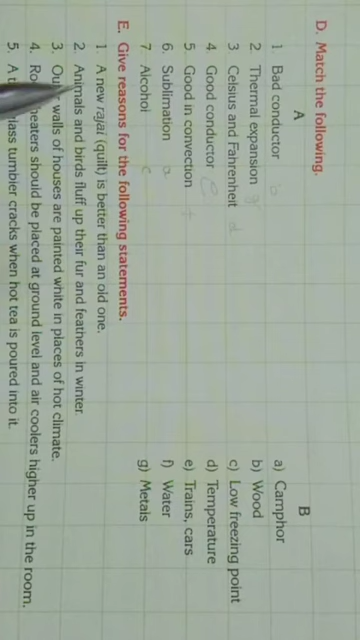 D. Match the following.
A B
1 Bad conductor b a) Camphor
2 Thermal expansion g b) Wood
3 Celsius and Fahrenheit d c) Low freezing point
4 Good conductor d) Temperature
5 Good in convection e) Trains, cars
6. Sublimation a f) Water
7 Alcohol c g) Metals
E. Give reasons for the following statements.
1. A new rajai (quilt) is better than an old one.
2. Animals and birds fluff up their fur and feathers in winter.
3 walls of houses are painted white in places of hot climate.
4. heaters should be placed at ground level and air coolers higher up in the room.
5. A tumbler cracks when hot tea is poured into it.